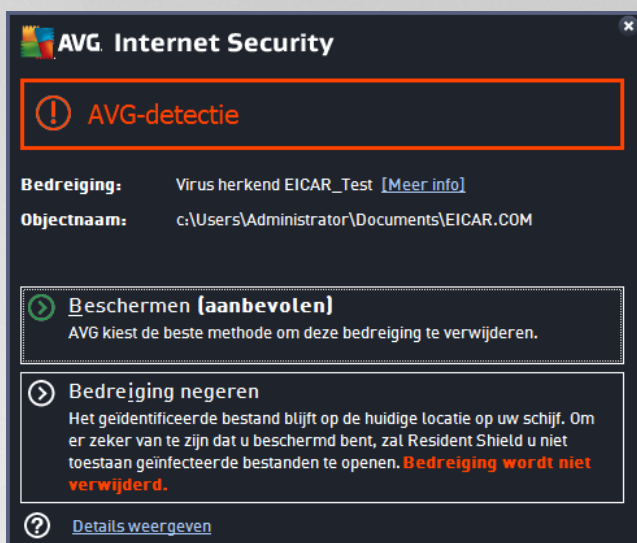 AVG. Internet Security
AVG-detectie
Bedreiging: Virus herkend EICAR_Test [Meer info]
Objectnaam: c:\Users\Administrator\Documents\EICAR.COM
Beschermen (aanbevolen)
AVG kiest de beste methode om deze bedreiging te verwijderen.
Bedreiging negeren
Het geïdentificeerde bestand blijft op de huidige locatie op uw schijf. Om
er zeker van te zijn dat u beschermd bent, zal Resident Shield u niet
toestaan geïnfecteerde bestanden te openen. Bedreiging wordt niet
verwijderd.
Details weergeven